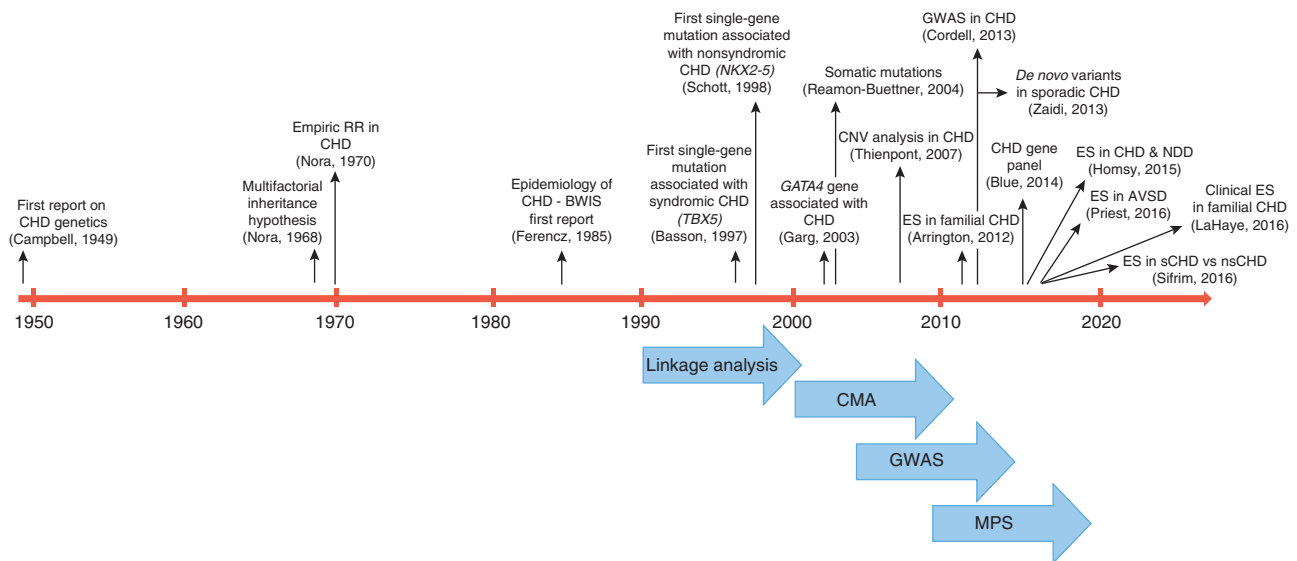 First report on
CHD genetics
(Campbell, 1949)
Multifactorial
inheritance
hypothesis
(Nora, 1968)
Empiric RR in
CHD
(Nora, 1970)
Epidemiology of
CHD - BWIS
first report
(Ferencz, 1985)
First single-gene
mutation
associated with
syndromic CHD
(TBX5)
(Basson, 1997)
First single-gene
mutation associated
with nonsyndromic
CHD (NKX2-5)
(Schott, 1998)
GATA4 gene
associated with
CHD
(Garg, 2003)
Somatic mutations
(Reamon-Buettner, 2004)
CNV analysis in CHD
(Thienpont, 2007)
ES in familial CHD
(Arrington, 2012)
GWAS in CHD
(Cordell, 2013)
De novo variants
in sporadic CHD
(Zaidi, 2013)
CHD gene
panel
(Blue, 2014)
ES in CHD & NDD
(Homsy, 2015)
ES in AVSD
(Priest, 2016)
Clinical ES
in familial CHD
(LaHaye, 2016)
ES in sCHD vs nsCHD
(Sifrim, 2016)
1950 1960 1970 1980 1990 2000 2010 2020
Linkage analysis
CMA
GWAS
MPS